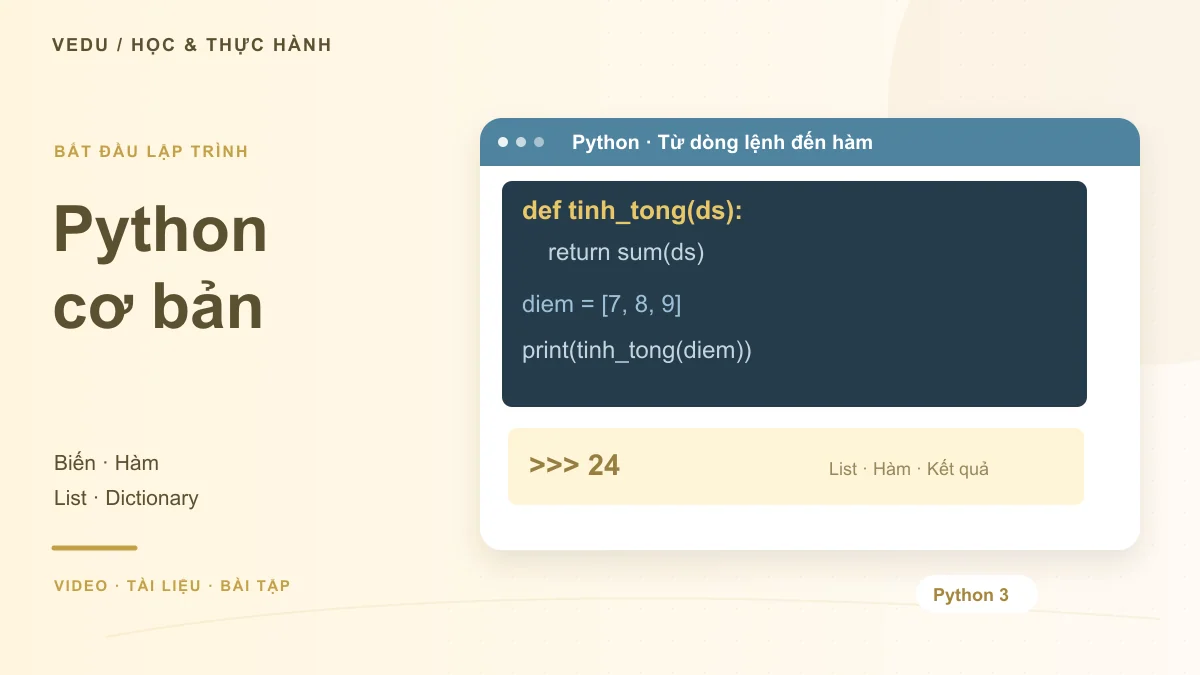 VEDU / HỌC & THỰC HÀNH
BẮT ĐẦU LẬP TRÌNH
Python
cơ bản
Biến · Hàm
List · Dictionary
VIDEO · TÀI LIỆU · BÀI TẬP
Python · Từ dòng lệnh đến hàm
def tinh_tong(ds):
    return sum(ds)
diem = [7, 8, 9]
print(tinh_tong(diem))
>>> 24
List · Hàm · Kết quả
Python 3